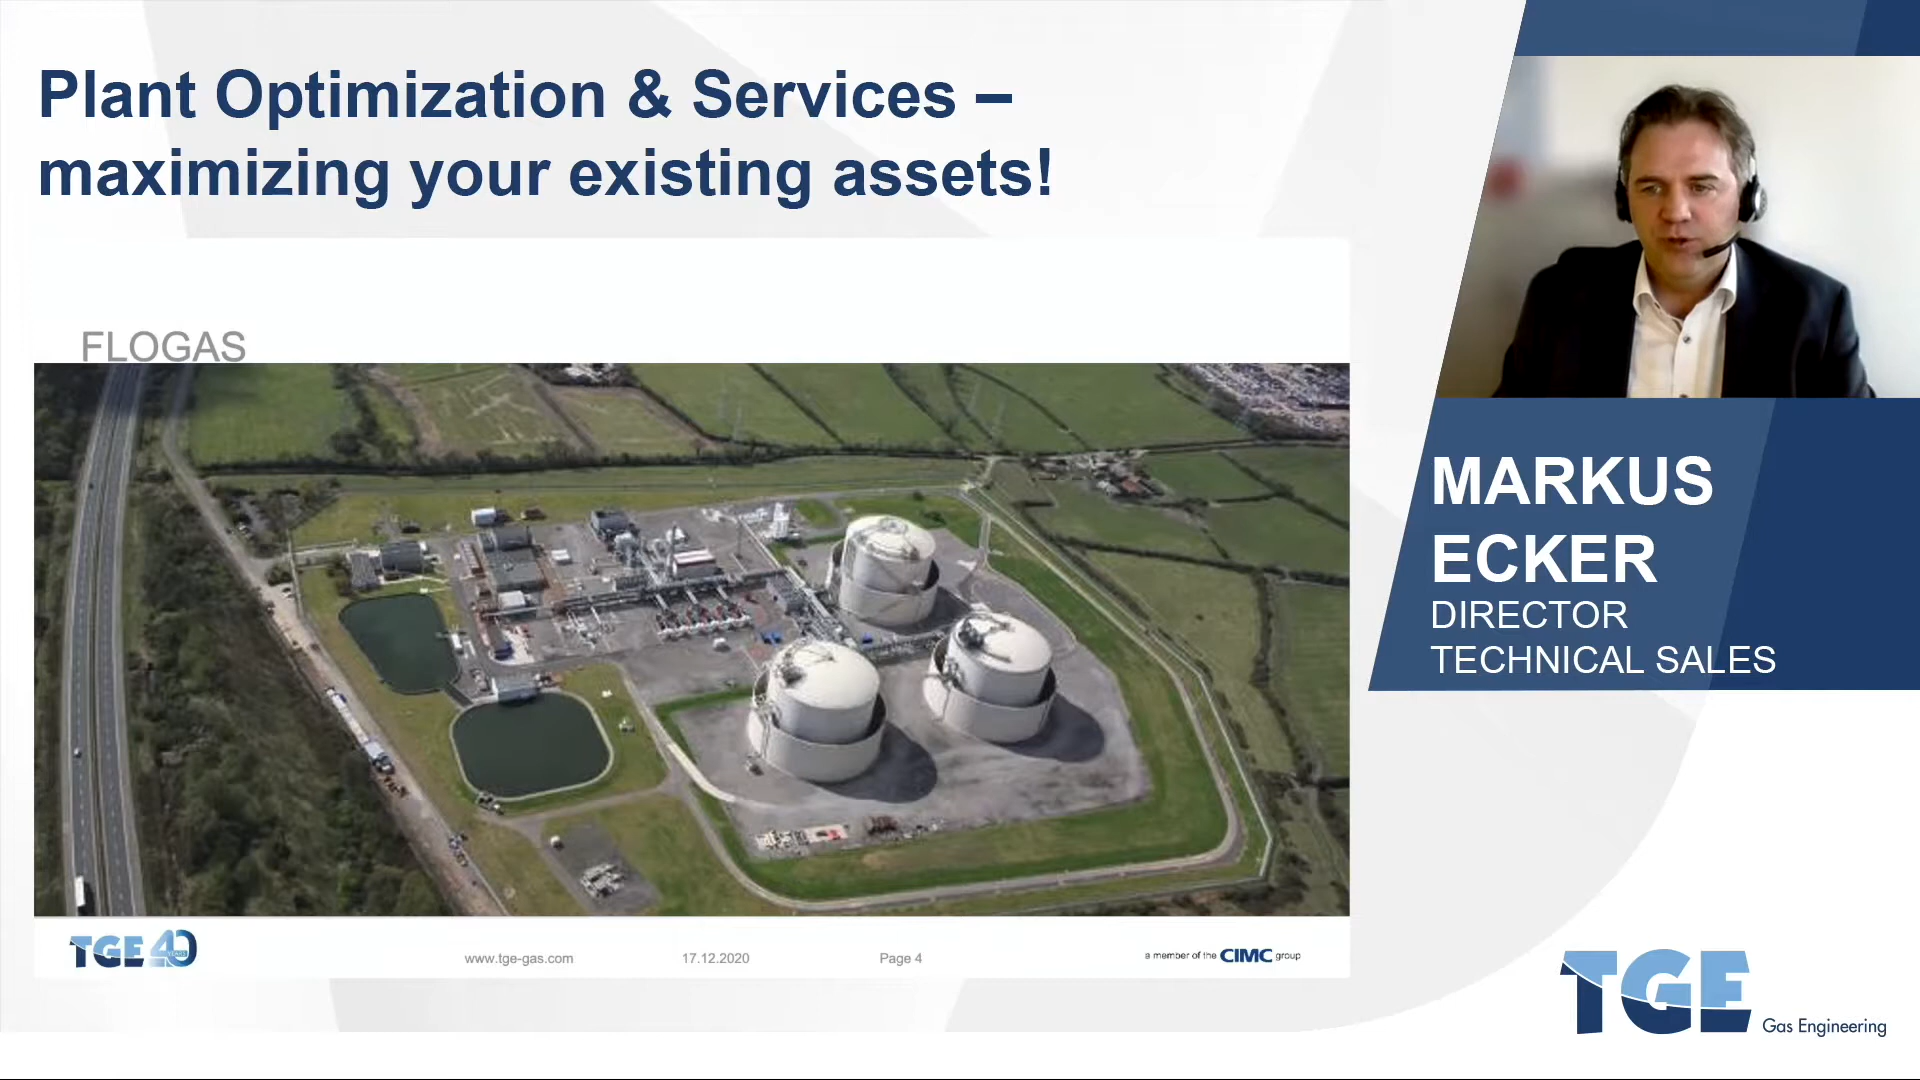 Plant Optimization & Services –
maximizing your existing assets!
FLOGAS
MARKUS
ECKER
DIRECTOR
TECHNICAL SALES
TGE 40 YEARS
www.tge-gas.com
17.12.2020
Page 4
a member of the CIMC group
TGE Gas Engineering